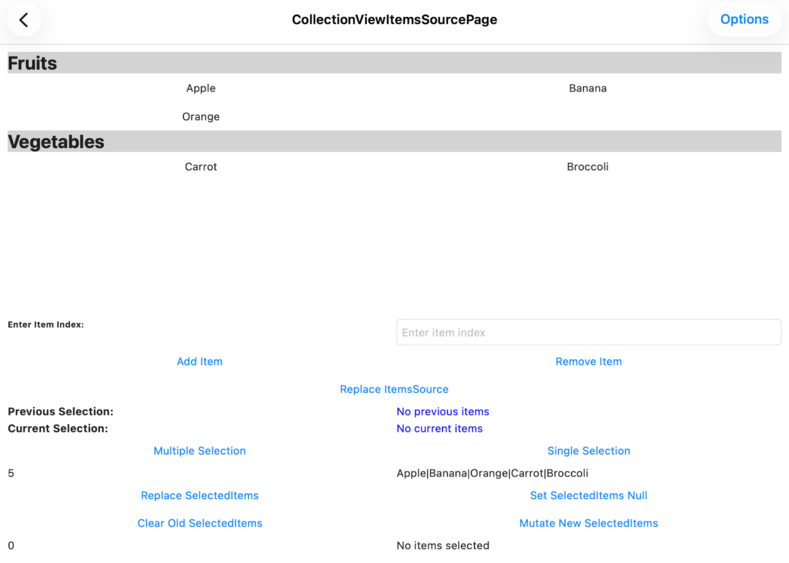 CollectionViewItemsSourcePage Options
Fruits
Apple Banana
Orange
Vegetables
Carrot Broccoli
Enter Item Index: Enter item index
Add Item Remove Item
Replace ItemsSource
Previous Selection: No previous items
Current Selection: No current items
Multiple Selection Single Selection
5 Apple|Banana|Orange|Carrot|Broccoli
Replace SelectedItems Set SelectedItems Null
Clear Old SelectedItems Mutate New SelectedItems
0 No items selected